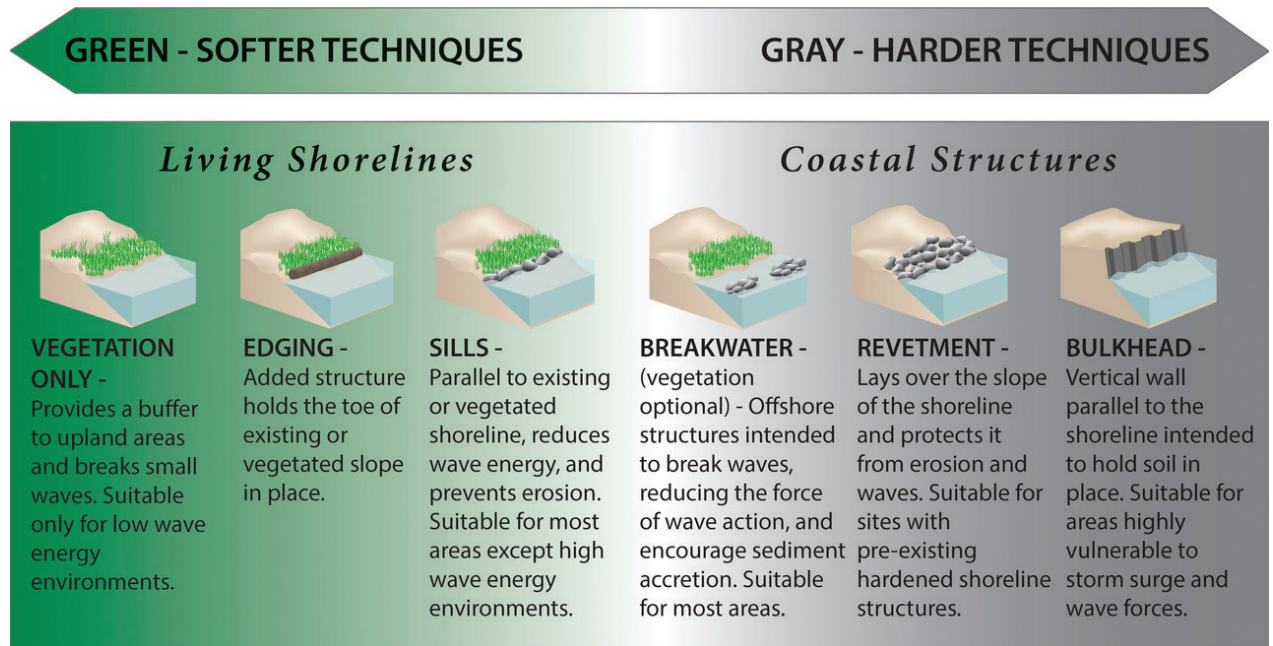 GREEN - SOFTER TECHNIQUES
GRAY - HARDER TECHNIQUES
Living Shorelines
Coastal Structures
VEGETATION
ONLY -
Provides a buffer
to upland areas
and breaks small
waves. Suitable
only for low wave
energy
environments.
EDGING -
Added structure
holds the toe of
existing or
vegetated slope
in place.
SILLS -
Parallel to existing
or vegetated
shoreline, reduces
wave energy, and
prevents erosion.
Suitable for most
areas except high
wave energy
environments.
BREAKWATER -
(vegetation
optional) - Offshore
structures intended
to break waves,
reducing the force
of wave action, and
encourage sediment
accretion. Suitable
for most areas.
REVETMENT -
Lays over the slope
of the shoreline
and protects it
from erosion and
waves. Suitable for
sites with
pre-existing
hardened shoreline
structures.
BULKHEAD -
Vertical wall
parallel to the
shoreline intended
to hold soil in
place. Suitable for
areas highly
vulnerable to
storm surge and
wave forces.